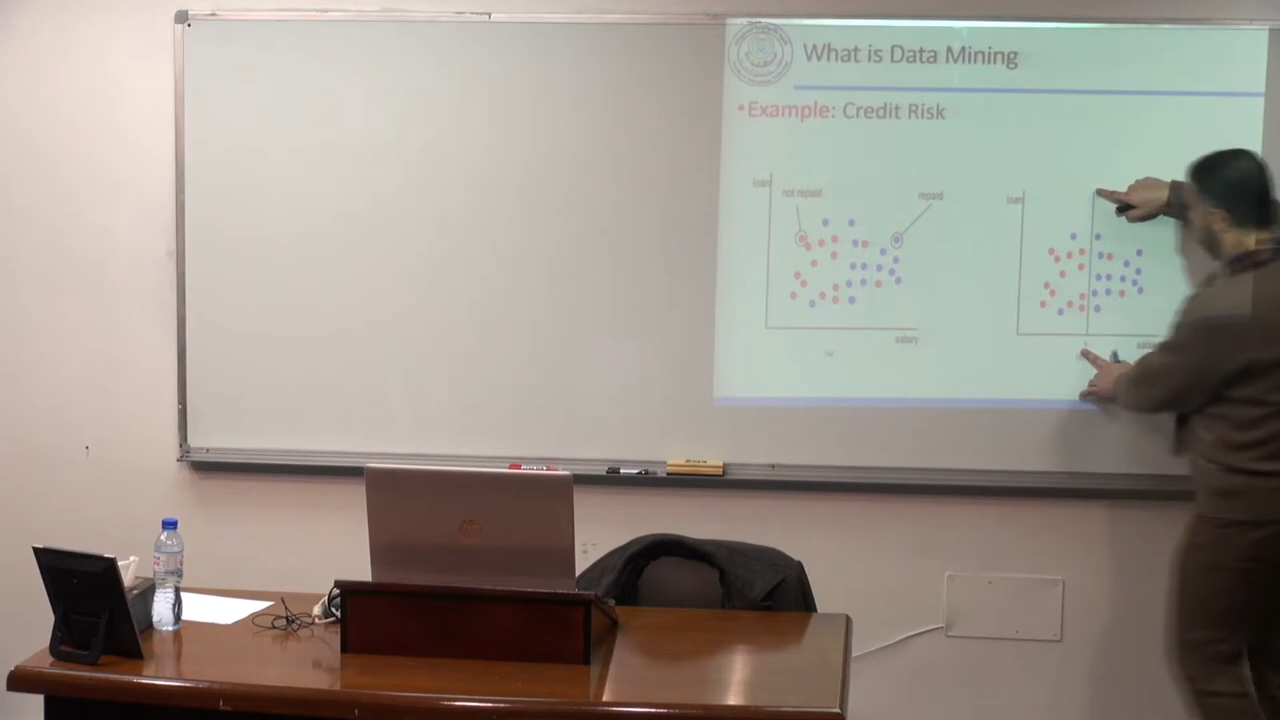 What is Data Mining
•Example: Credit Risk
loan
not repaid
repaid
salary
(a)
loan